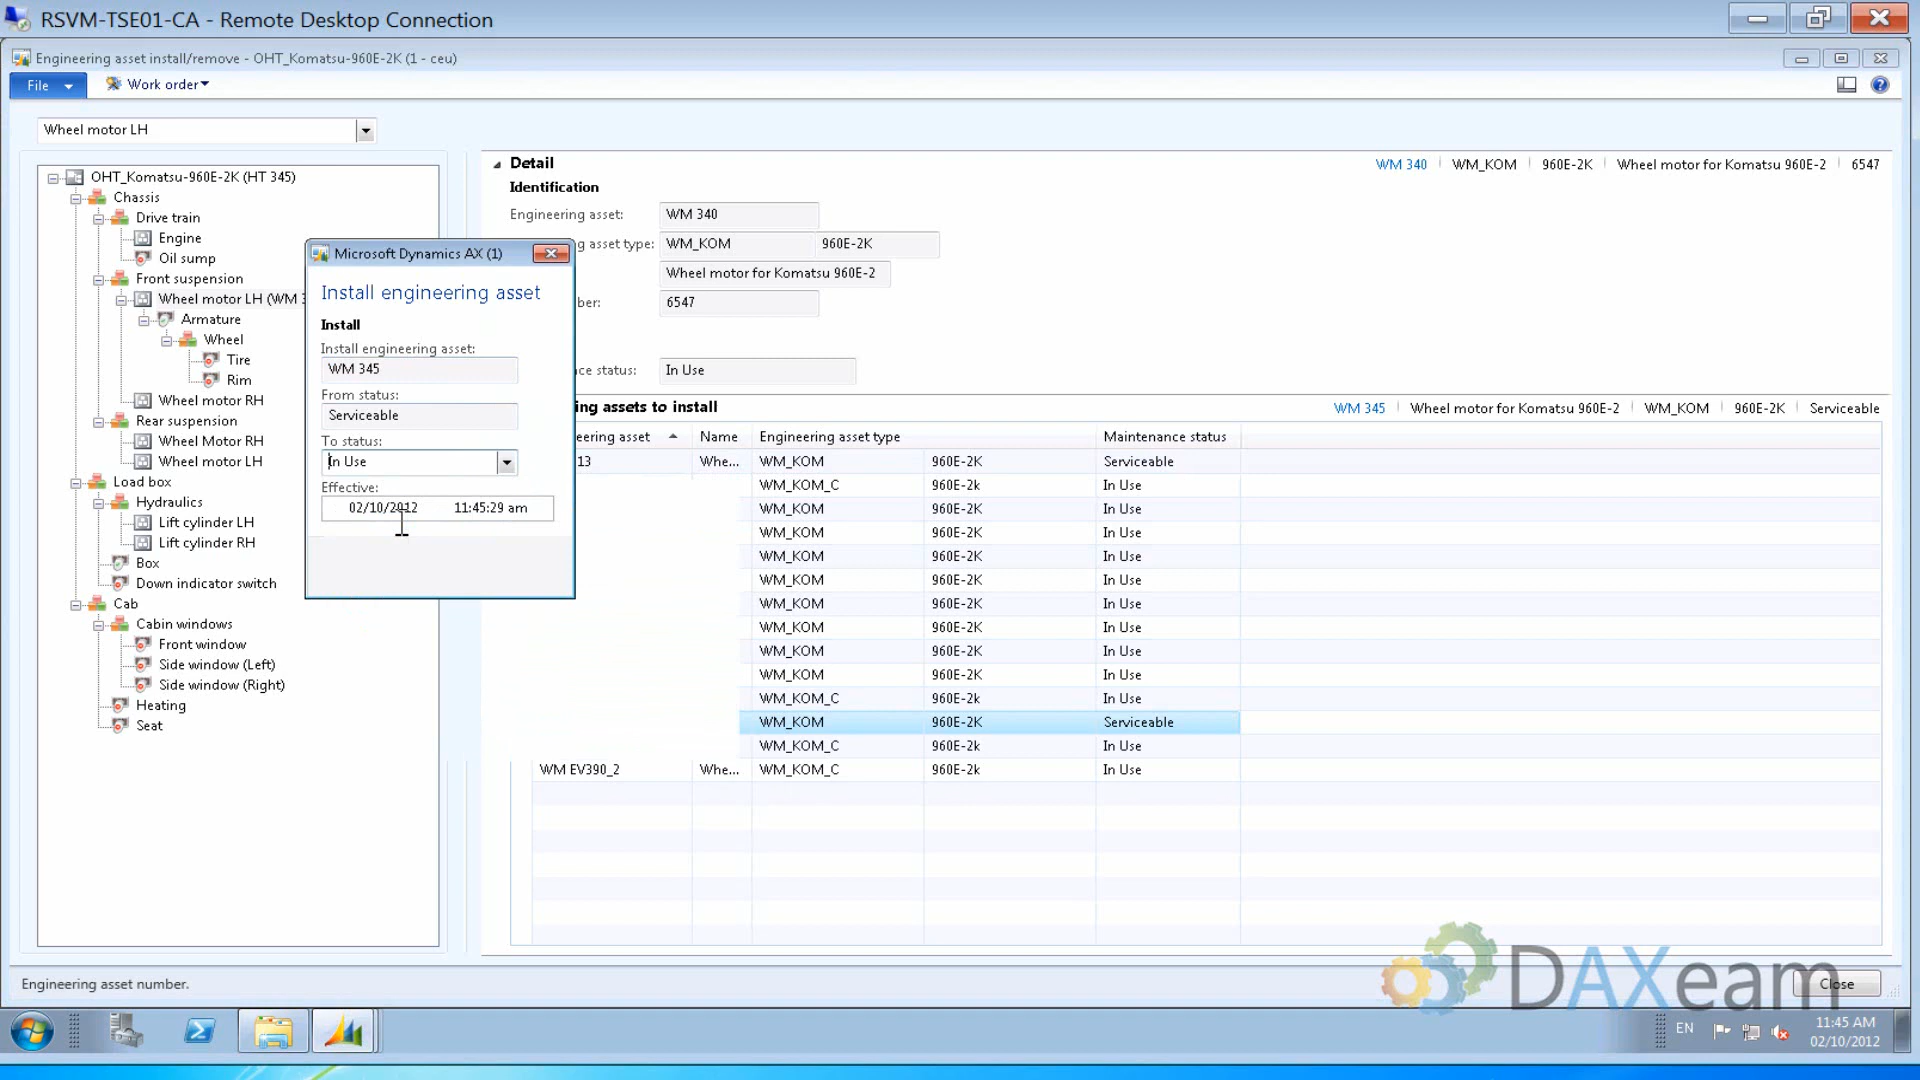 RSVM-TSE01-CA - Remote Desktop Connection
Engineering asset install/remove - OHT_Komatsu-960E-2K (1 - ceu)
File
Work order
Wheel motor LH
OHT_Komatsu-960E-2K (HT 345)
Chassis
Drive train
Engine
Oil sump
Front suspension
Wheel motor LH (WM 3
Armature
Wheel
Tire
Rim
Wheel motor RH
Rear suspension
Wheel Motor RH
Wheel motor LH
Load box
Hydraulics
Lift cylinder LH
Lift cylinder RH
Box
Down indicator switch
Cab
Cabin windows
Front window
Side window (Left)
Side window (Right)
Heating
Seat
Microsoft Dynamics AX (1)
Install engineering asset
Install
Install engineering asset:
WM 345
From status:
Serviceable
To status:
In Use
Effective:
02/10/2012 11:45:29 am
Detail WM 340 WM_KOM 960E-2K Wheel motor for Komatsu 960E-2 6547
Identification
Engineering asset: WM 340
g asset type: WM_KOM 960E-2K
Wheel motor for Komatsu 960E-2
ber: 6547
ce status: In Use
ing assets to install WM 345 Wheel motor for Komatsu 960E-2 WM_KOM 960E-2K Serviceable
eering asset Name Engineering asset type Maintenance status
13 Whe... WM_KOM 960E-2K Serviceable
WM_KOM_C 960E-2k In Use
WM_KOM 960E-2K In Use
WM_KOM 960E-2K In Use
WM_KOM 960E-2K In Use
WM_KOM 960E-2K In Use
WM_KOM 960E-2K In Use
WM_KOM 960E-2K In Use
WM_KOM 960E-2K In Use
WM_KOM 960E-2K In Use
WM_KOM_C 960E-2k In Use
WM_KOM 960E-2K Serviceable
WM_KOM_C 960E-2k In Use
WM EV390_2 Whe... WM_KOM_C 960E-2k In Use
Engineering asset number.
DAXeam
Close
EN
11:45 AM
02/10/2012